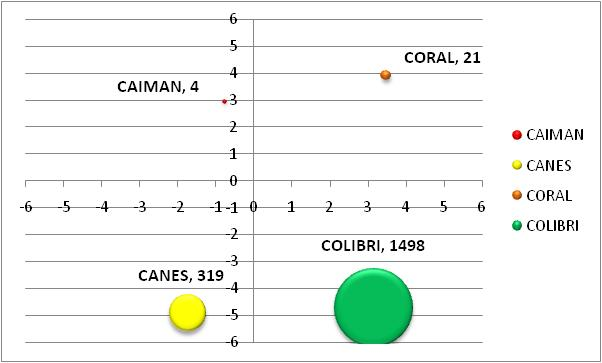 6
5
CORAL, 21
4
CAIMAN, 4
3
2
CAIMAN
1
CANES
0
CORAL
-6 -5 -4 -3 -2 -1 0 1 2 3 4 5 6
-1
COLIBRI
-2
COLIBRI, 1498
-3
CANES, 319
-4
-5
-6